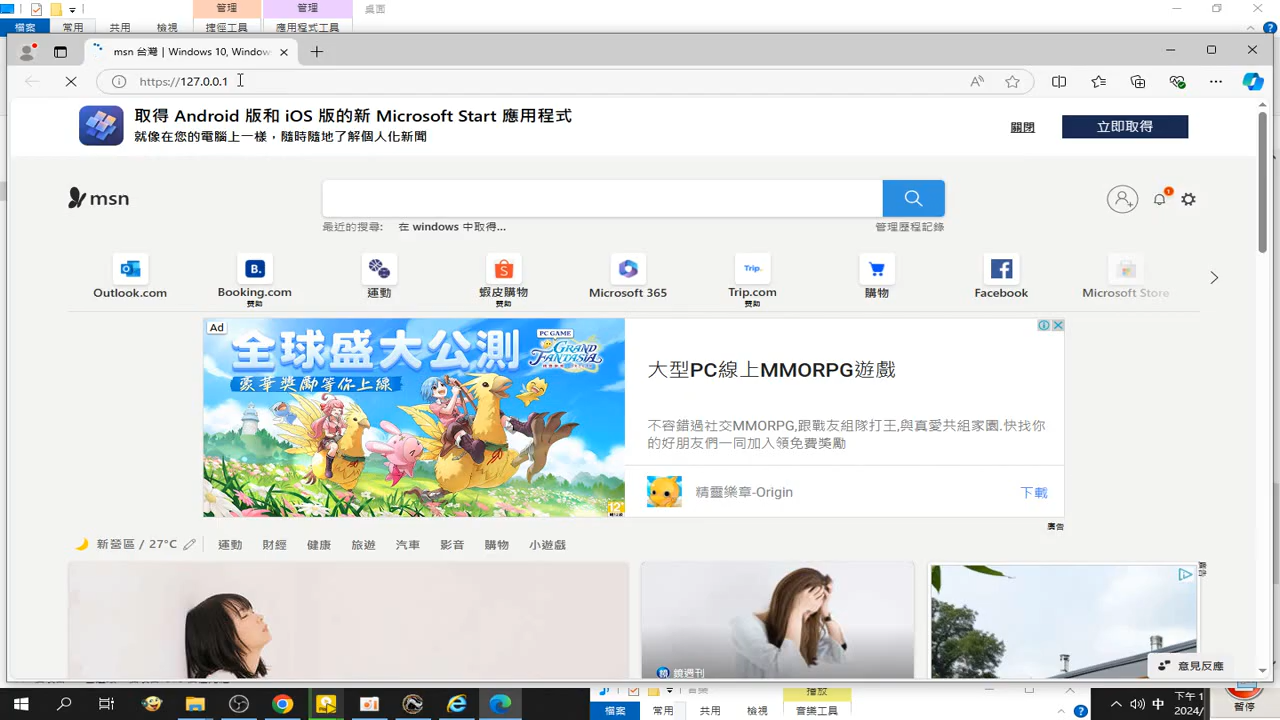 管理
管理
桌面
檔案
常用
共用
檢視
捷徑工具
應用程式工具
msn 台灣 | Windows 10, Window
https://127.0.0.1
取得 Android 版和 iOS 版的新 Microsoft Start 應用程式
就像在您的電腦上一樣，隨時隨地了解個人化新聞
關閉
立即取得
msn
最近的搜尋:
在 windows 中取得...
管理歷程記錄
Outlook.com
Booking.com
贊助
運動
蝦皮購物
贊助
Microsoft 365
Trip.com
贊助
購物
Facebook
Microsoft Store
Ad
全球盛大公測
豪華獎勵等你上線
PC GAME
GRAND FANTASIA
大型PC線上MMORPG遊戲
不容錯過社交MMORPG,跟戰友組隊打王,與真愛共組家園.快找你
的好朋友們一同加入領免費獎勵
精靈樂章-Origin
下載
廣告
新營區 / 27°C
運動
財經
健康
旅遊
汽車
影音
購物
小遊戲
廣告
鏡週刊
意見反應
播放
檔案
常用
共用
檢視
音樂工具
中
下午 1
2024/
暫停